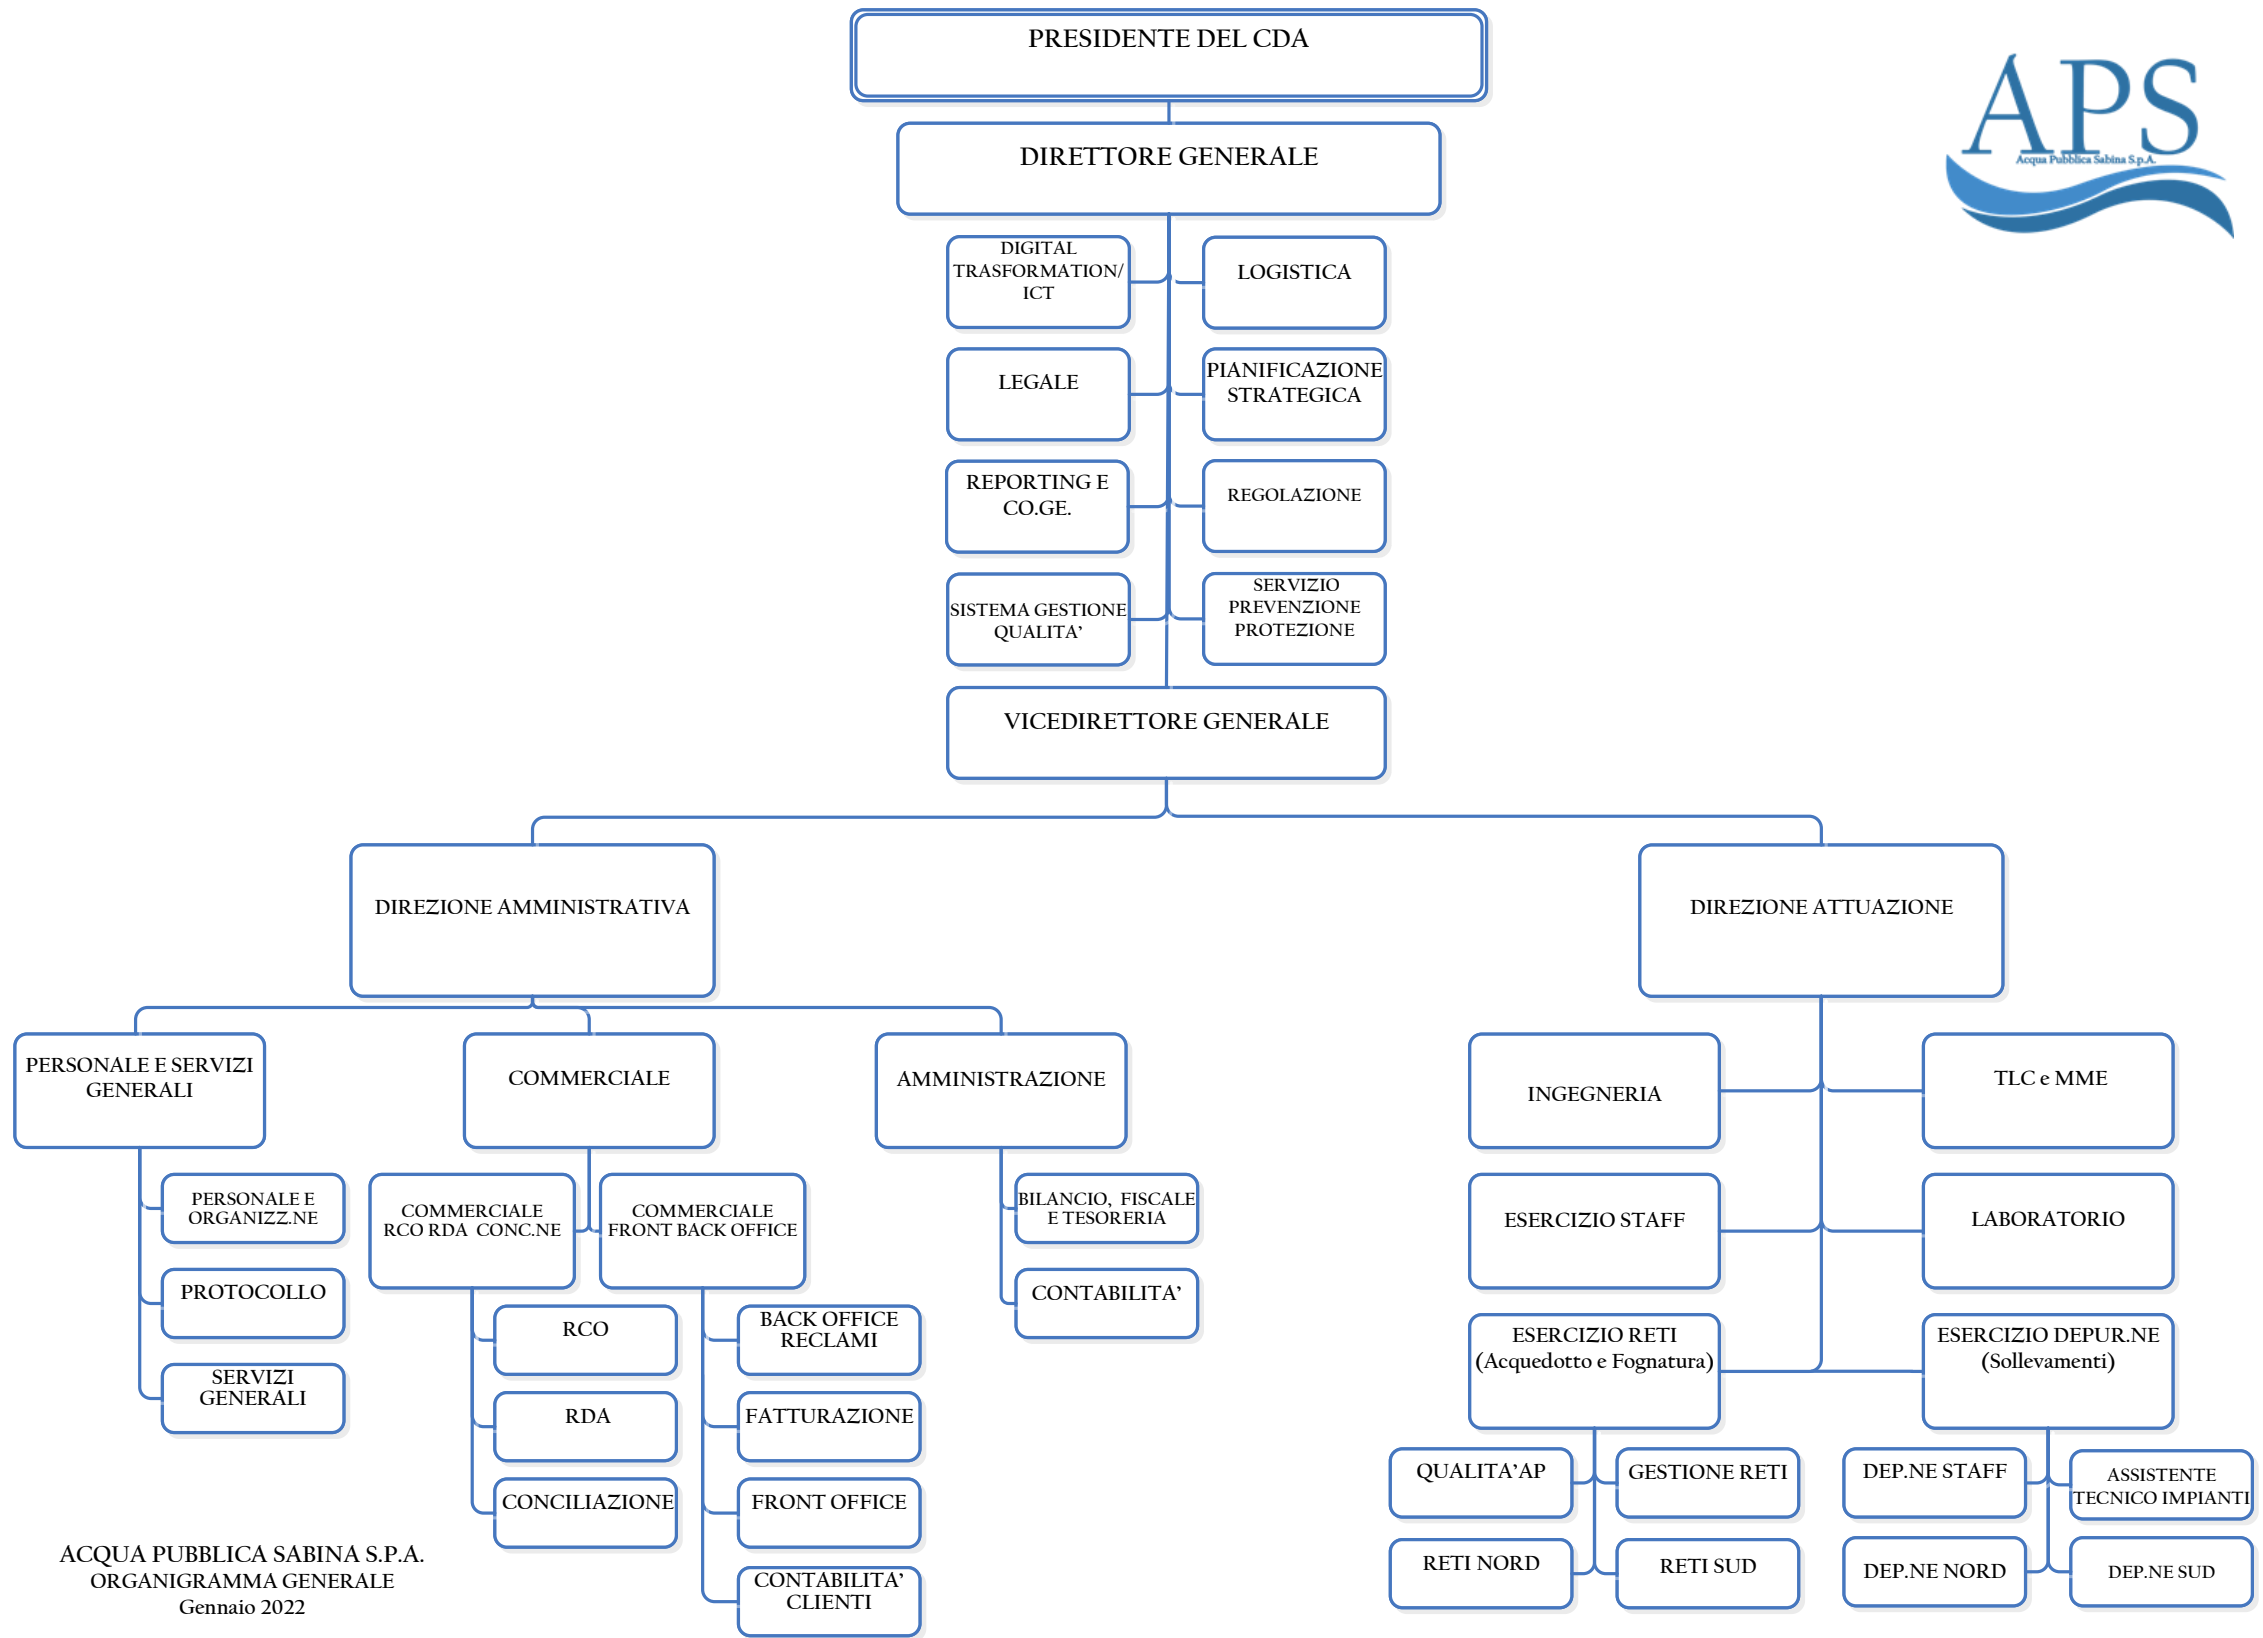 PRESIDENTE DEL CDA
APS
Acqua Pubblica Sabina S.p.A.
DIRETTORE GENERALE
DIGITAL
TRASFORMATION/
ICT
LOGISTICA
LEGALE
PIANIFICAZIONE
STRATEGICA
REPORTING E
CO.GE.
REGOLAZIONE
SISTEMA GESTIONE
QUALITA’
SERVIZIO
PREVENZIONE
PROTEZIONE
VICEDIRETTORE GENERALE
DIREZIONE AMMINISTRATIVA
DIREZIONE ATTUAZIONE
PERSONALE E SERVIZI
GENERALI
COMMERCIALE
AMMINISTRAZIONE
INGEGNERIA
TLC e MME
PERSONALE E
ORGANIZZ.NE
PROTOCOLLO
SERVIZI
GENERALI
COMMERCIALE
RCO RDA  CONC.NE
COMMERCIALE
FRONT BACK OFFICE
BILANCIO,  FISCALE
E TESORERIA
CONTABILITA’
RCO
RDA
CONCILIAZIONE
BACK OFFICE
RECLAMI
FATTURAZIONE
FRONT OFFICE
CONTABILITA’
CLIENTI
ESERCIZIO STAFF
LABORATORIO
ESERCIZIO RETI
(Acquedotto e Fognatura)
ESERCIZIO DEPUR.NE
(Sollevamenti)
QUALITA’AP
GESTIONE RETI
RETI NORD
RETI SUD
DEP.NE STAFF
ASSISTENTE
TECNICO IMPIANTI
DEP.NE NORD
DEP.NE SUD
ACQUA PUBBLICA SABINA S.P.A.
ORGANIGRAMMA GENERALE
Gennaio 2022